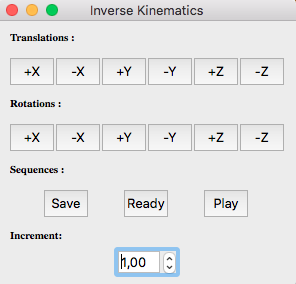 Inverse Kinematics
Translations :
+X -X +Y -Y +Z -Z
Rotations :
+X -X +Y -Y +Z -Z
Sequences :
Save Ready Play
Increment:
1,00